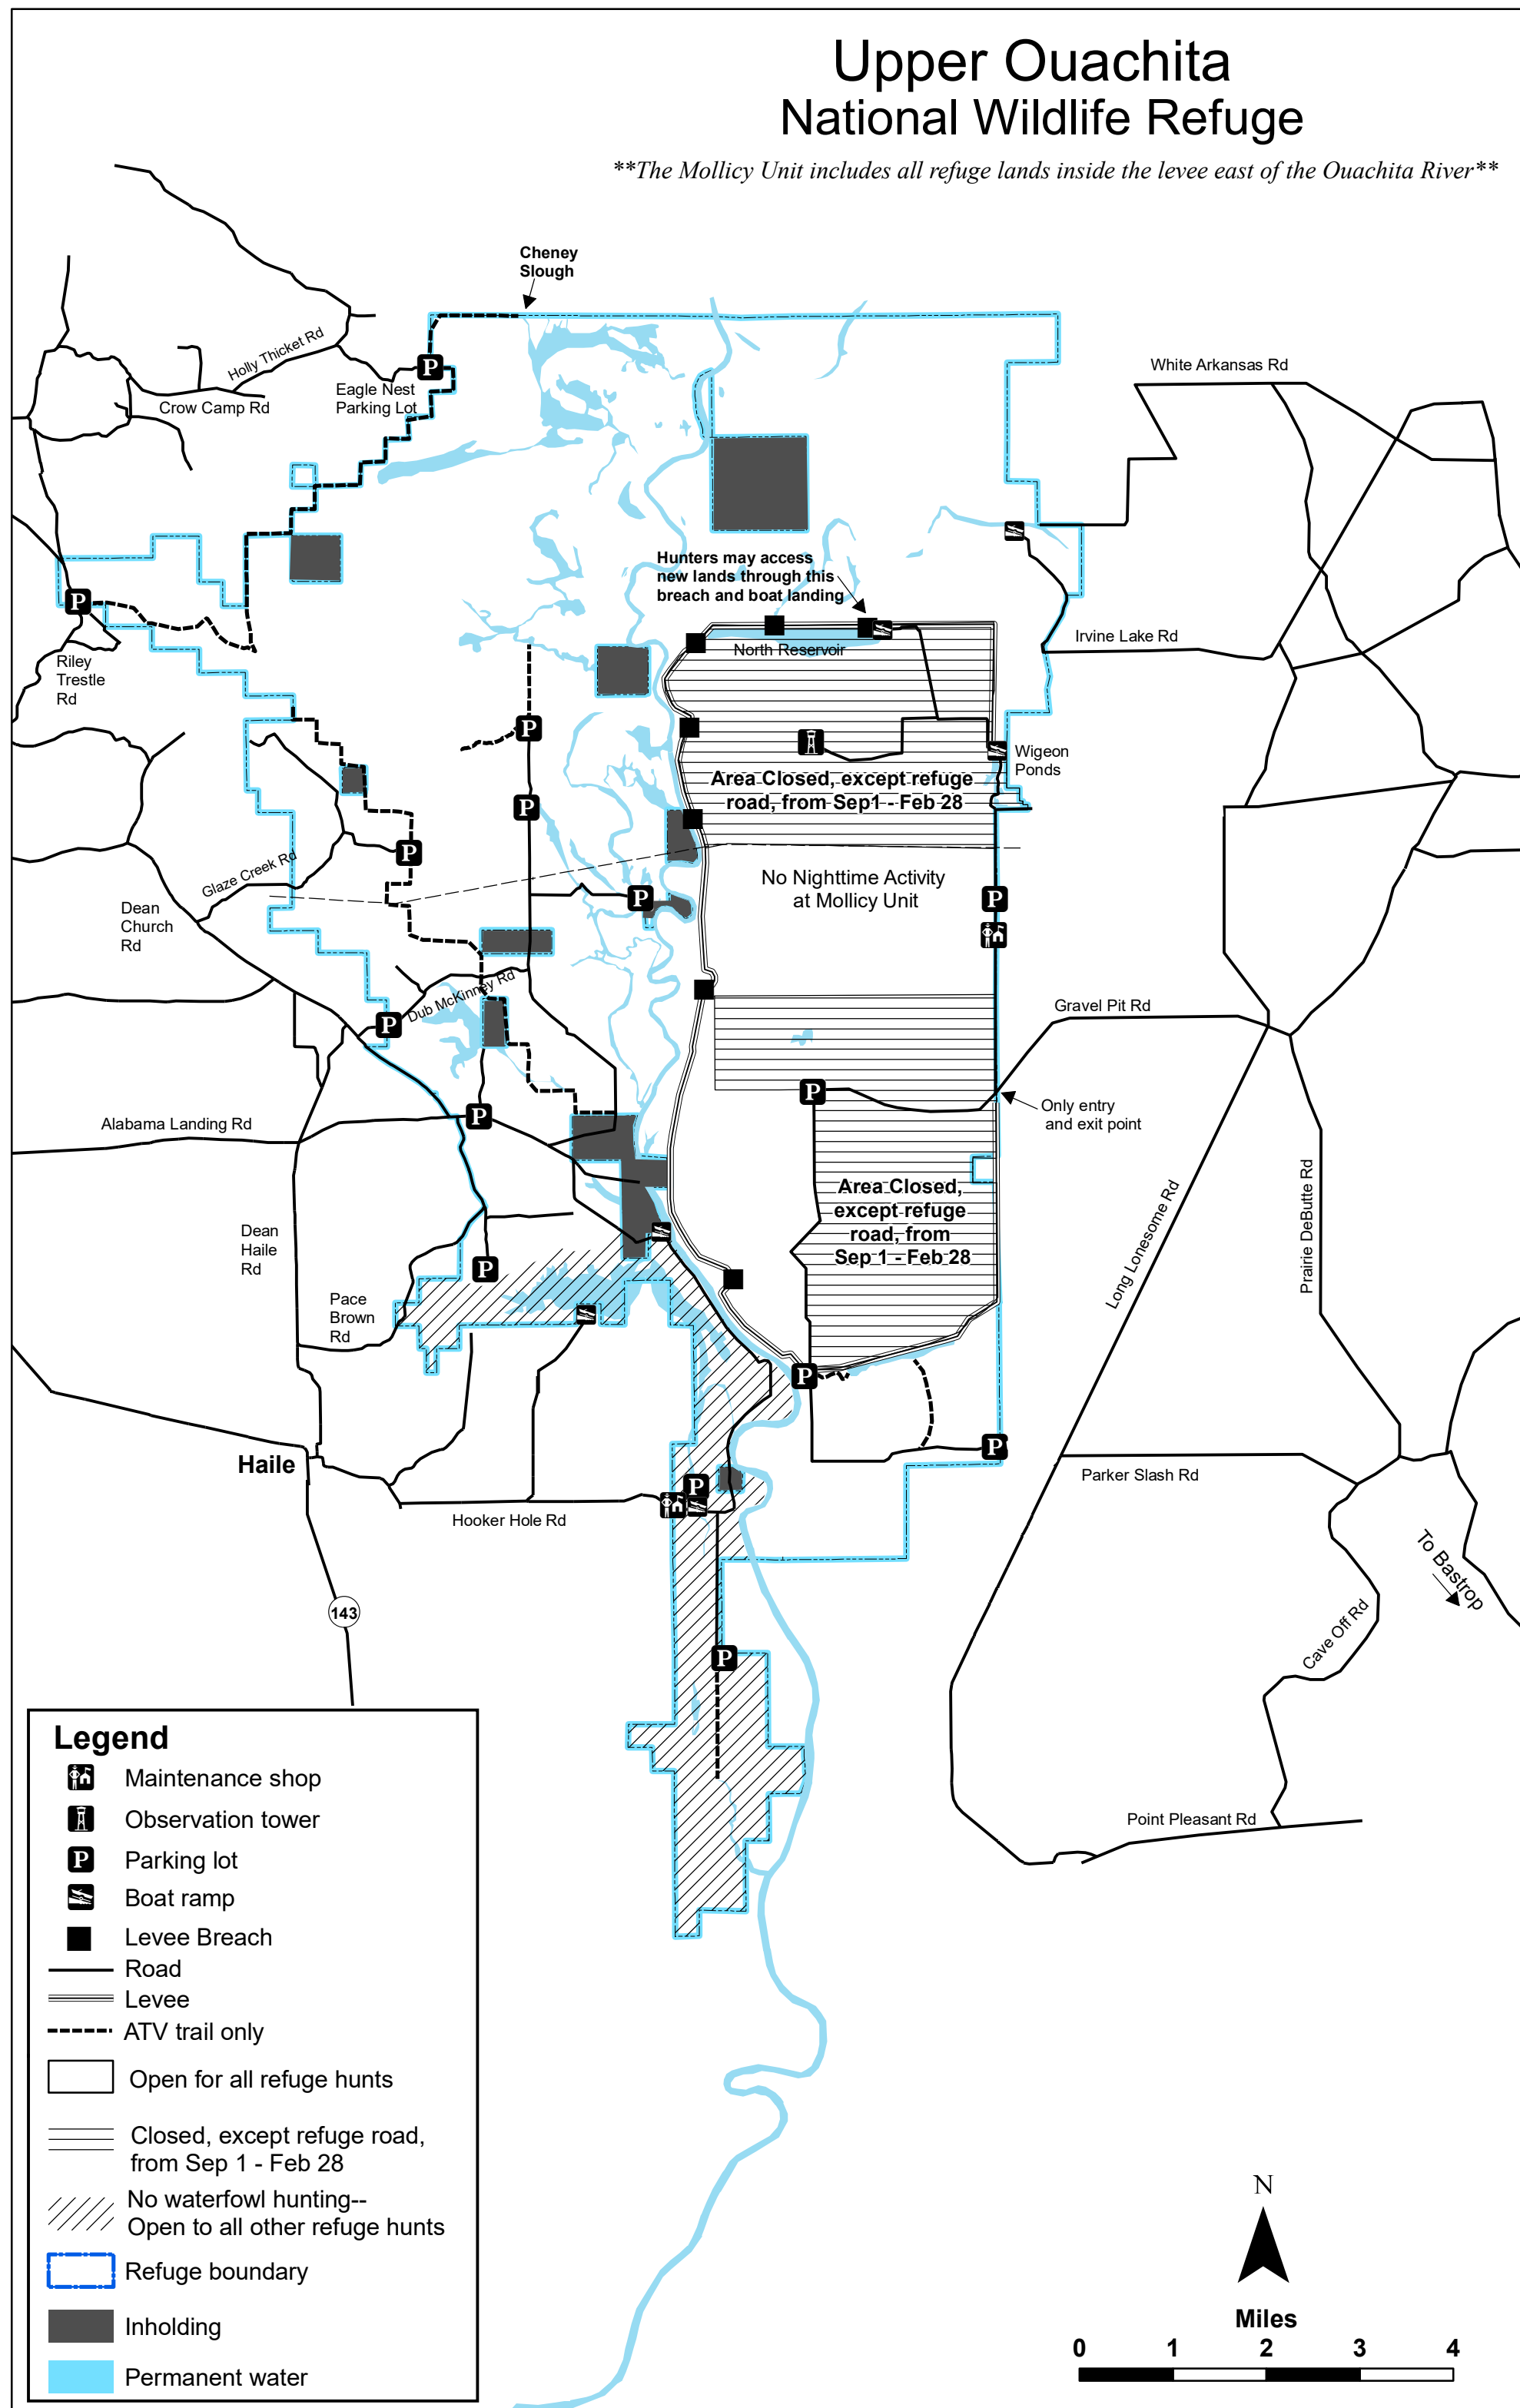 Upper Ouachita
National Wildlife Refuge
**The Mollicy Unit includes all refuge lands inside the levee east of the Ouachita River**
Cheney
Slough
Holly Thicket Rd
Crow Camp Rd
Eagle Nest
Parking Lot
P
White Arkansas Rd
Hunters may access
new lands through this
breach and boat landing
P
Riley
Trestle
Rd
North Reservoir
Irvine Lake Rd
P
Wigeon
Ponds
Area Closed, except refuge
road, from Sep1 - Feb 28
P
P
Glaze Creek Rd
No Nighttime Activity
at Mollicy Unit
P
P
Dean
Church
Rd
Dub McKinney Rd
P
Gravel Pit Rd
P
Only entry
and exit point
Alabama Landing Rd
P
Area Closed,
except refuge
road, from
Sep 1 - Feb 28
Long Lonesome Rd
Prairie DeButte Rd
Dean
Haile
Rd
P
Pace
Brown
Rd
P
P
Haile
Parker Slash Rd
P
Hooker Hole Rd
To Bastrop
143
Cave Off Rd
P
Point Pleasant Rd
Legend
Maintenance shop
Observation tower
P Parking lot
Boat ramp
Levee Breach
Road
Levee
ATV trail only
Open for all refuge hunts
Closed, except refuge road,
from Sep 1 - Feb 28
No waterfowl hunting--
Open to all other refuge hunts
Refuge boundary
Inholding
Permanent water
N
Miles
0 1 2 3 4